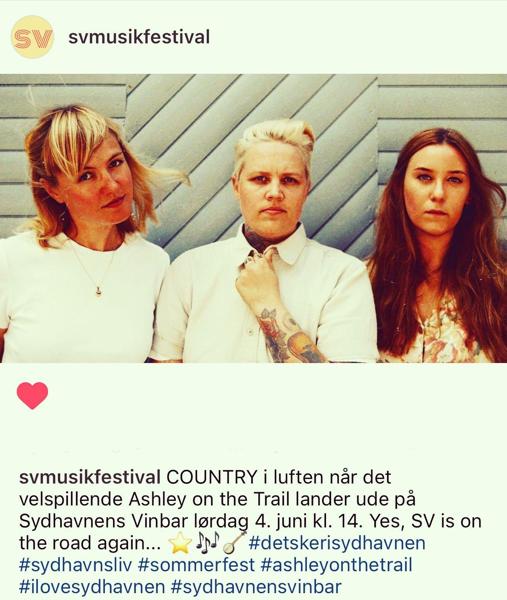 SV svmusikfestival
svmusikfestival COUNTRY i luften når det
velspillende Ashley on the Trail lander ude på
Sydhavnens Vinbar lørdag 4. juni kl. 14. Yes, SV is on
the road again... ⭐🎶🪕#detskerisydhavnen
#sydhavnsliv #sommerfest #ashleyonthetrail
#ilovesydhavnen #sydhavnensvinbar